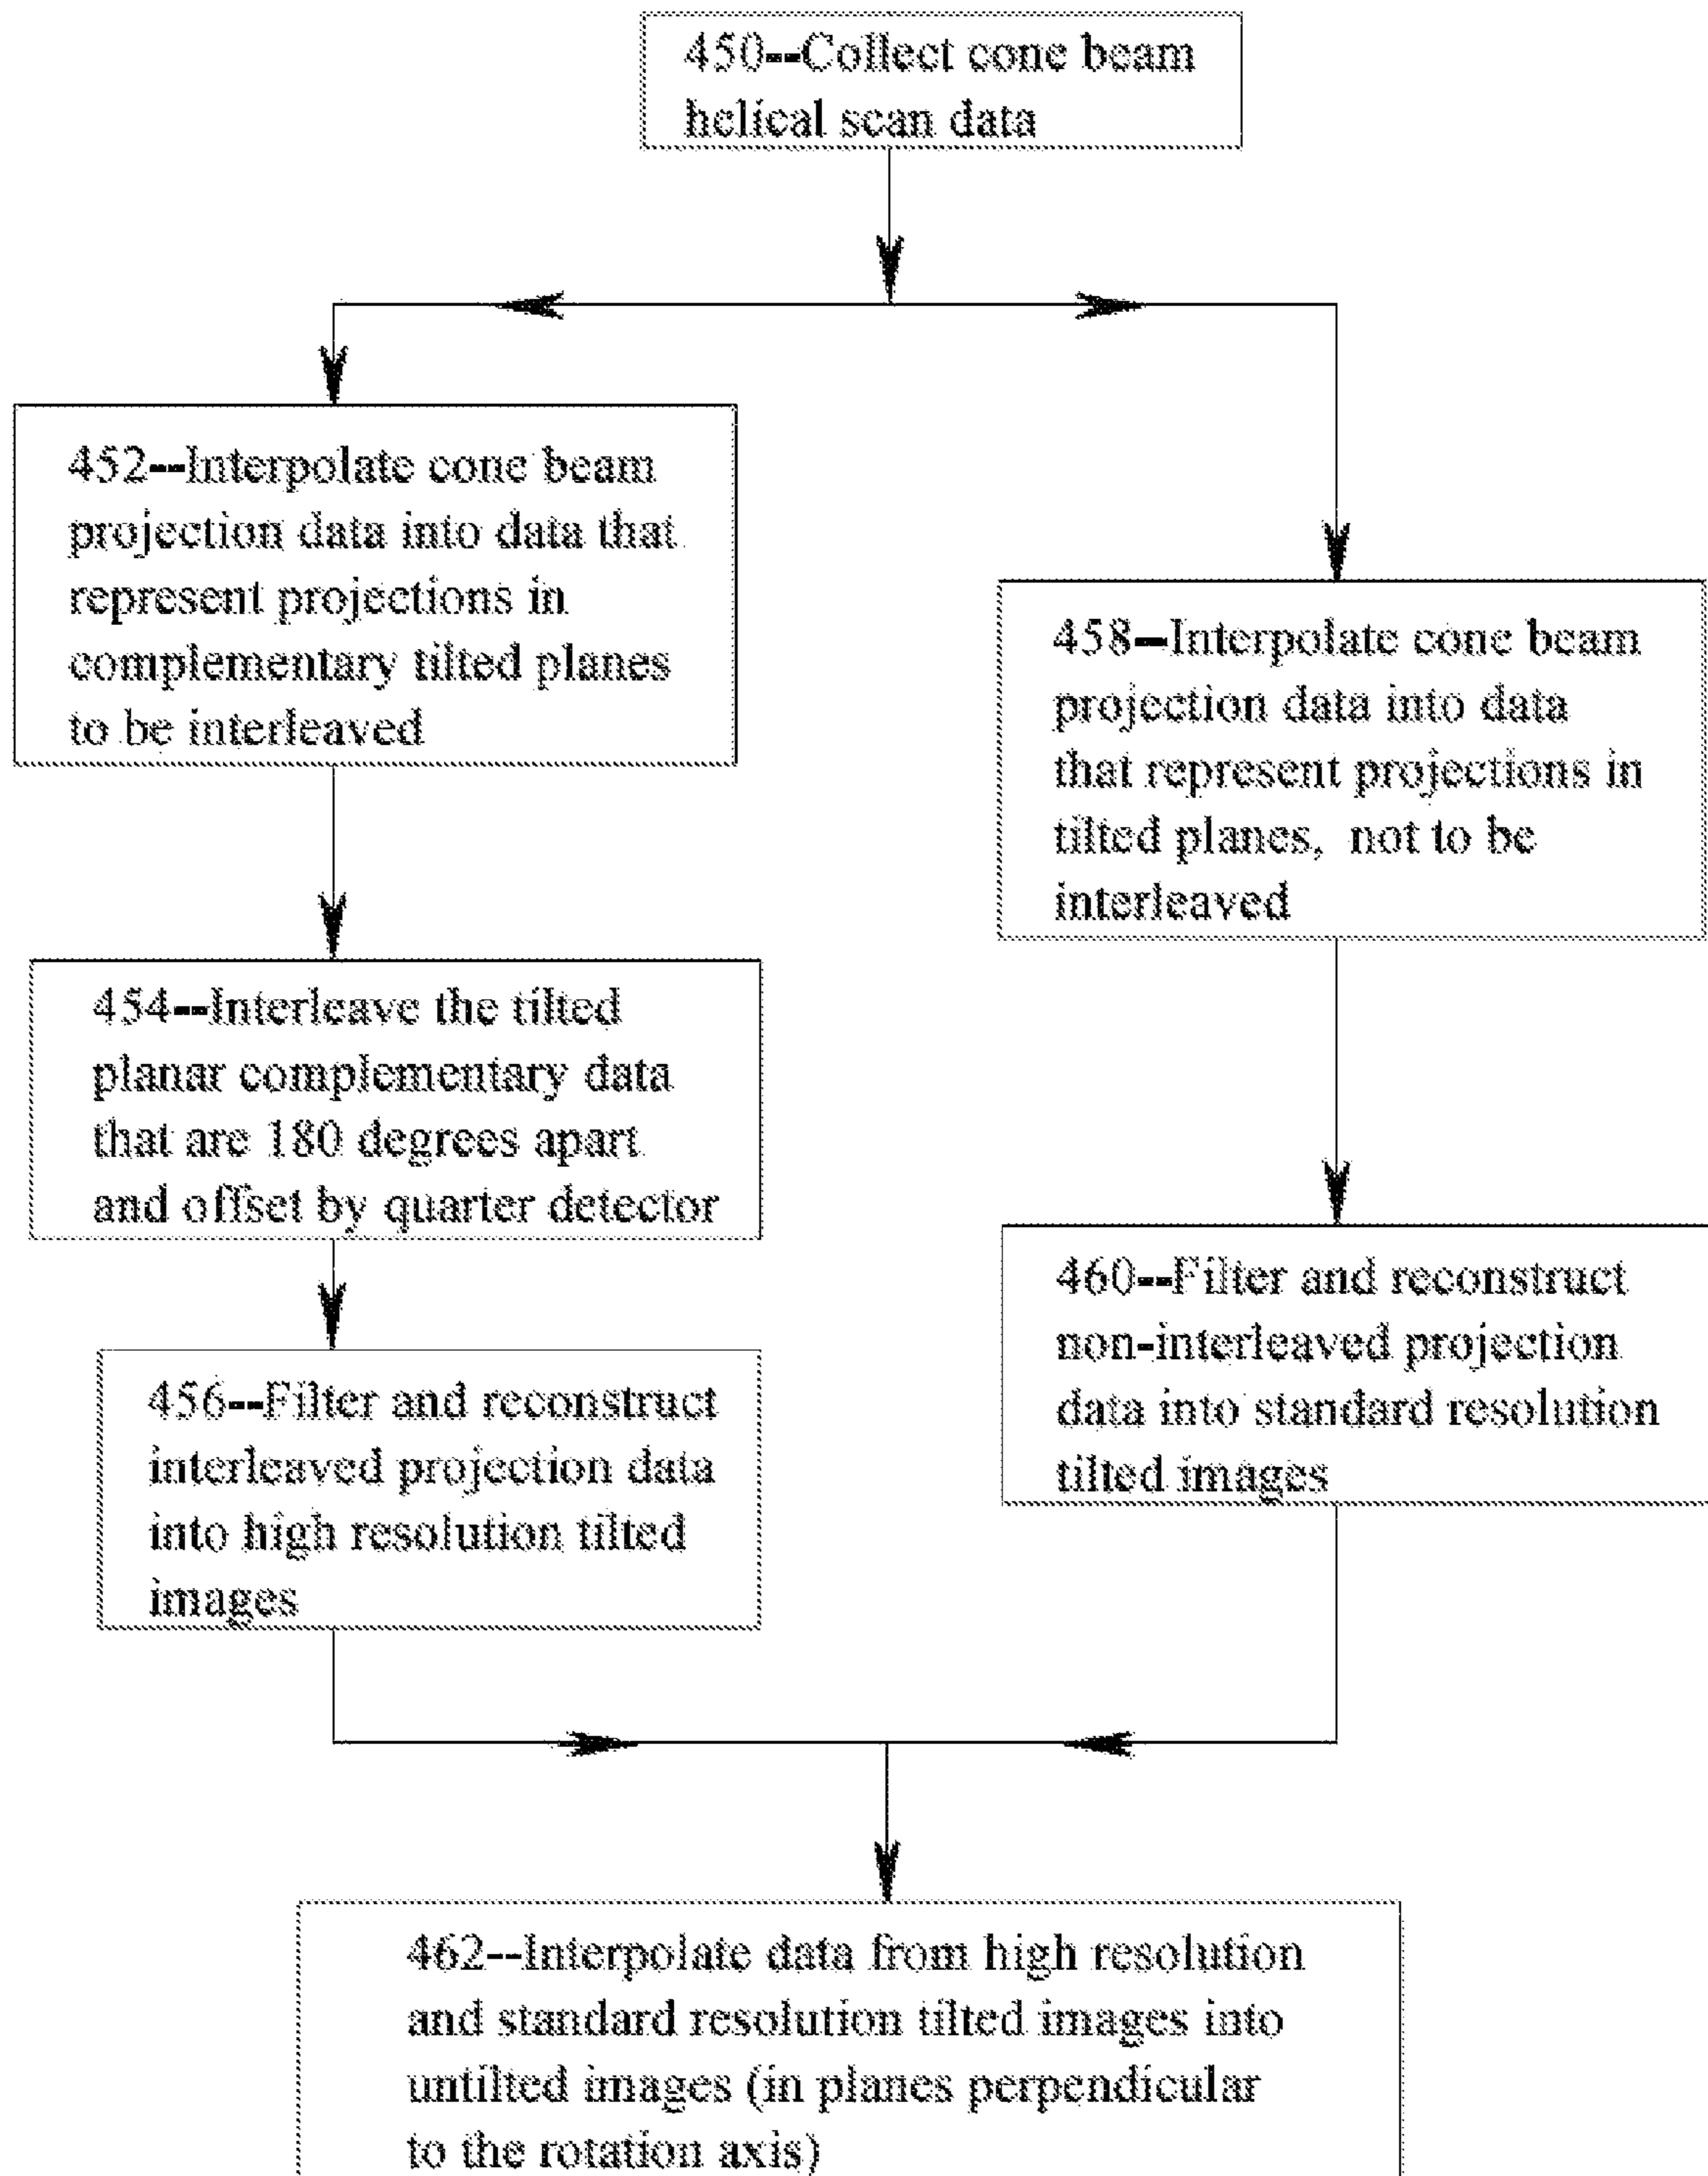 450--Collect cone beam
helical scan data
452--Interpolate cone beam
projection data into data that
represent projections in
complementary tilted planes
to be interleaved
458--Interpolate cone beam
projection data into data
that represent projections in
tilted planes, not to be
interleaved
454--Interleave the tilted
planar complementary data
that are 180 degrees apart
and offset by quarter detector
460--Filter and reconstruct
non-interleaved projection
data into standard resolution
tilted images
456--Filter and reconstruct
interleaved projection data
into high resolution tilted
images
462--Interpolate data from high resolution
and standard resolution tilted images into
untilted images (in planes perpendicular
to the rotation axis)